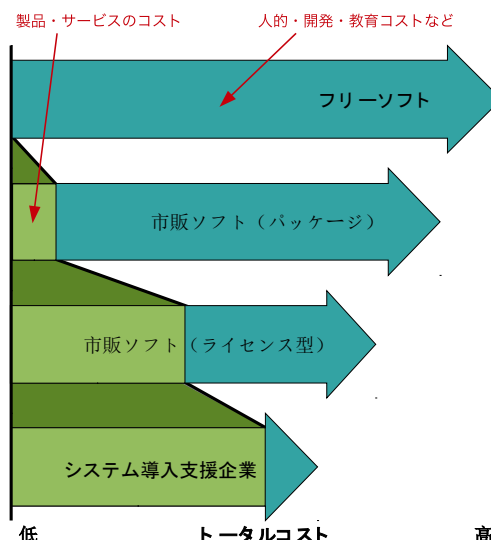 製品・サービスのコスト
人的・開発・教育コストなど
フリーソフト
市販ソフト（パッケージ）
市販ソフト（ライセンス型）
システム導入支援企業
低
トータルコスト
高